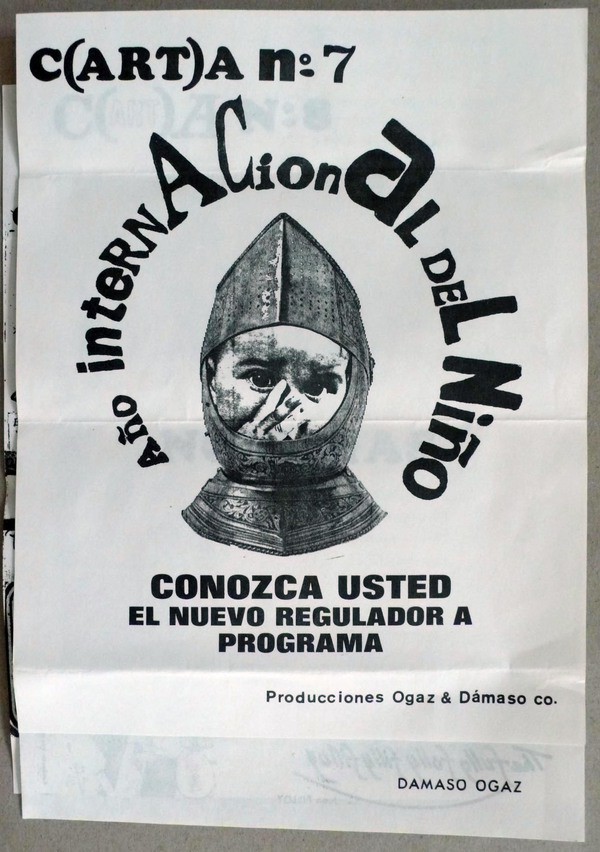 C(ART)A nº: 7
Año internACionaL DEL Niño
CONOZCA USTED
EL NUEVO REGULADOR A
PROGRAMA
Producciones Ogaz & Dámaso co.
DAMASO OGAZ